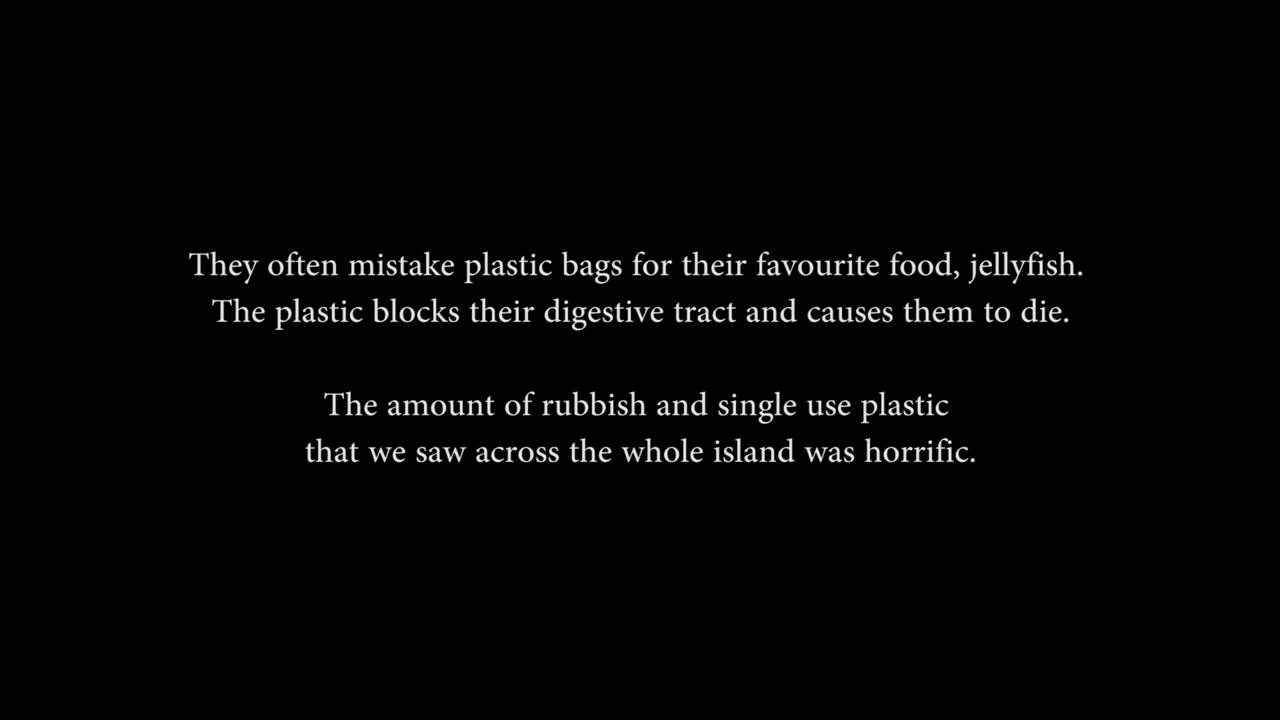 They often mistake plastic bags for their favourite food, jellyfish.
The plastic blocks their digestive tract and causes them to die.
The amount of rubbish and single use plastic
that we saw across the whole island was horrific.